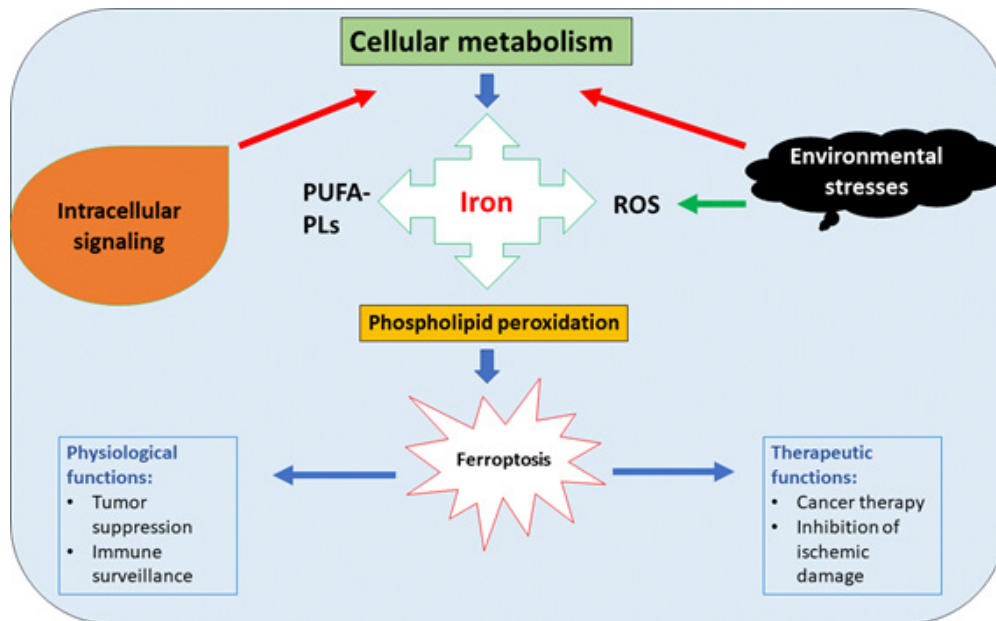 Cellular metabolism
Intracellular
signaling
PUFA-
PLs
Iron
ROS
Environmental
stresses
Phospholipid peroxidation
Ferroptosis
Physiological
functions:
• Tumor
suppression
• Immune
surveillance
Therapeutic
functions:
• Cancer therapy
• Inhibition of
ischemic
damage